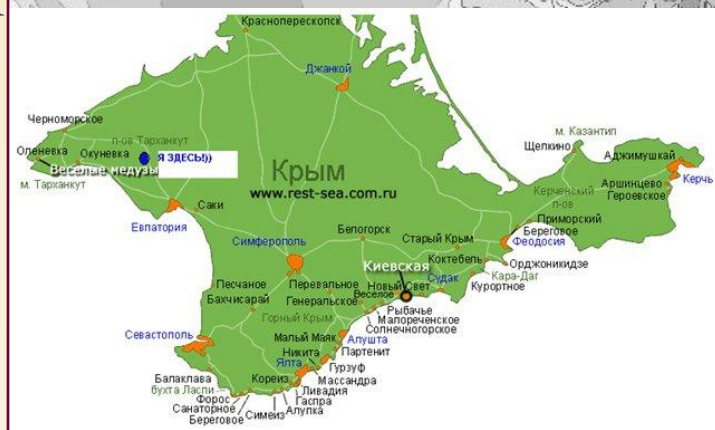 Красноперескопск
Джанкой
Черноморское
п-ов Тарханкут
м. Казантип
Оленевка
Окуневка
Я ЗДЕСЬ!))
Щелкино
Аджимушкай
Веселые медузы
м. Тарханкут
Крым
www.rest-sea.com.ru
Керчь
Аршинцево
Героевское
Керченский
п-ов
Саки
Евпатория
Приморский
Береговое
Белогорск
Старый Крым
Феодосия
Симферополь
Коктебель
Орджоникидзе
Киевская
Кара-Даг
Судак
Курортное
Песчаное
Перевальное
Новый Свет
Веселое
Бахчисарай
Генеральское
Рыбачье
Малореченское
Солнечногорское
Горный Крым
Севастополь
Малый Маяк
Алушта
Никита
Партенит
Ялта
Гурзуф
Балаклава
Кореиз
Массандра
бухта Ласпи
Ливадия
Форос
Гаспра
Санаторное
Алупка
Береговое
Симеиз